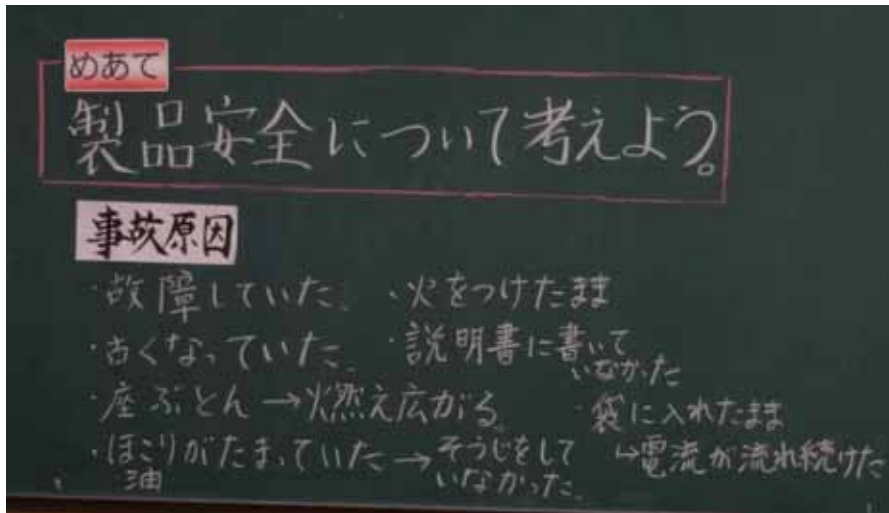 めあて
製品安全について考えよう。
事故原因
・故障していた。
・古くなっていた。
・座ぶとん→燃え広がる。
・ほこりがたまっていた→そうじをして
油
いなかった。
・火をつけたまま
・説明書に書いて
いなかった
・袋に入れたまま
↳電流が流れ続けた